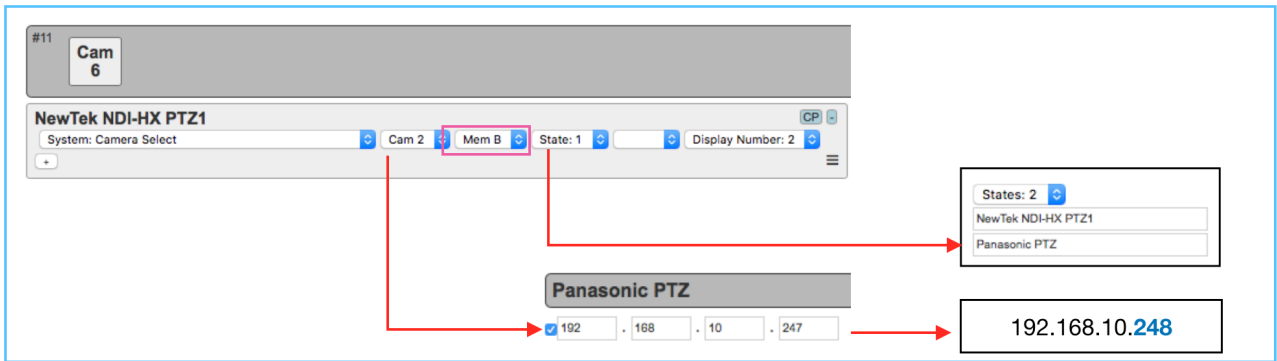 #11
Cam
6
NewTek NDI-HX PTZ1
CP -
System: Camera Select Cam 2 Mem B State: 1 Display Number: 2
+
States: 2
NewTek NDI-HX PTZ1
Panasonic PTZ
Panasonic PTZ
192 . 168 . 10 . 247
192.168.10.248